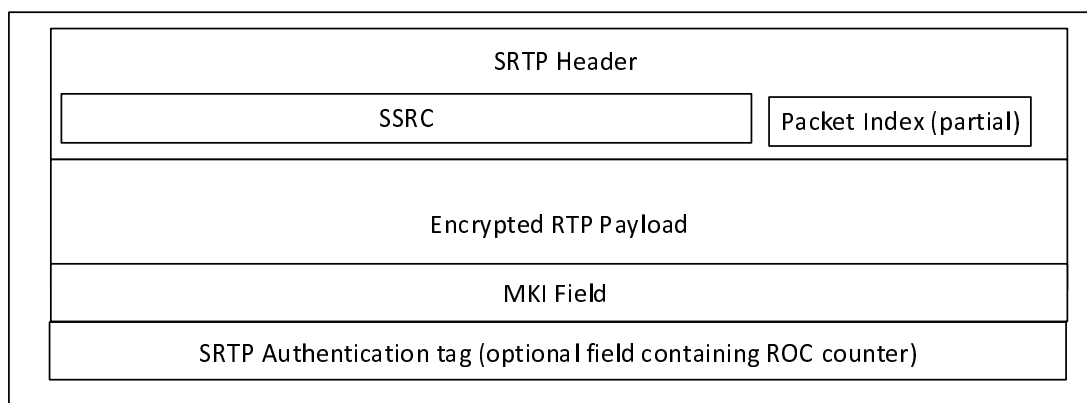 SRTP Header
SSRC
Packet Index (partial)
Encrypted RTP Payload
MKI Field
SRTP Authentication tag (optional field containing ROC counter)